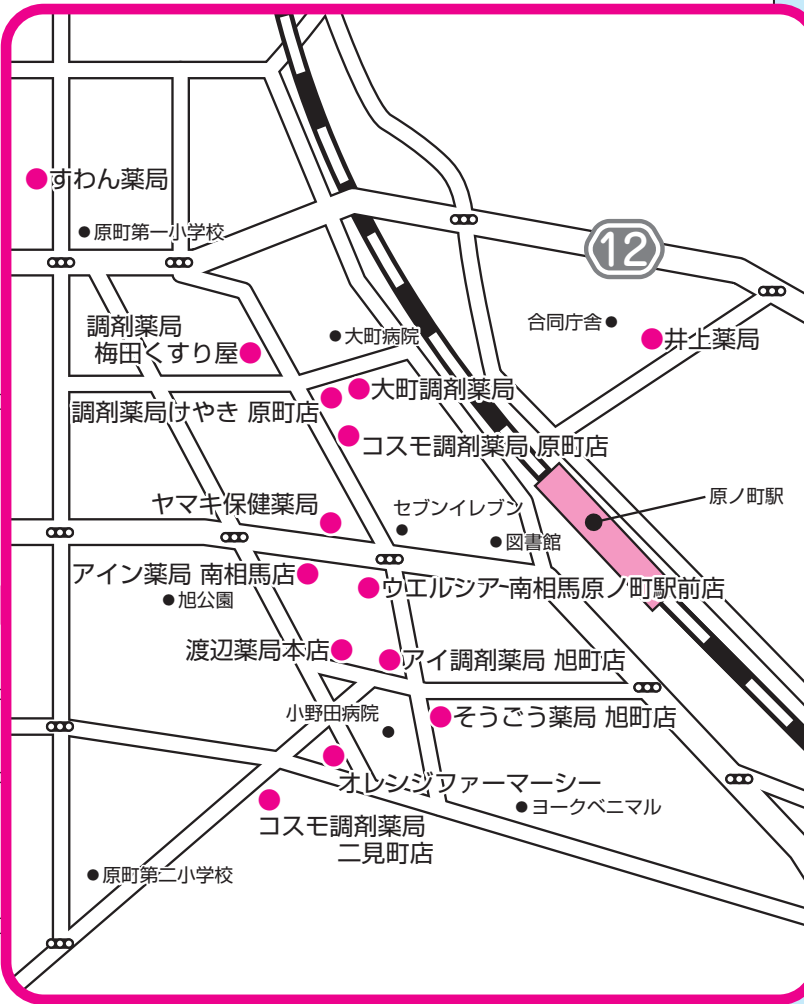 すわん薬局
原町第一小学校
12
調剤薬局
梅田くすり屋
大町病院
合同庁舎
井上薬局
大町調剤薬局
調剤薬局けやき 原町店
コスモ調剤薬局 原町店
ヤマキ保健薬局
セブンイレブン
原ノ町駅
図書館
アイン薬局 南相馬店
ウエルシア 南相馬原ノ町駅前店
旭公園
渡辺薬局本店
アイ調剤薬局 旭町店
小野田病院
そうごう薬局 旭町店
オレンジファーマーシー
ヨークベニマル
コスモ調剤薬局
二見町店
原町第二小学校